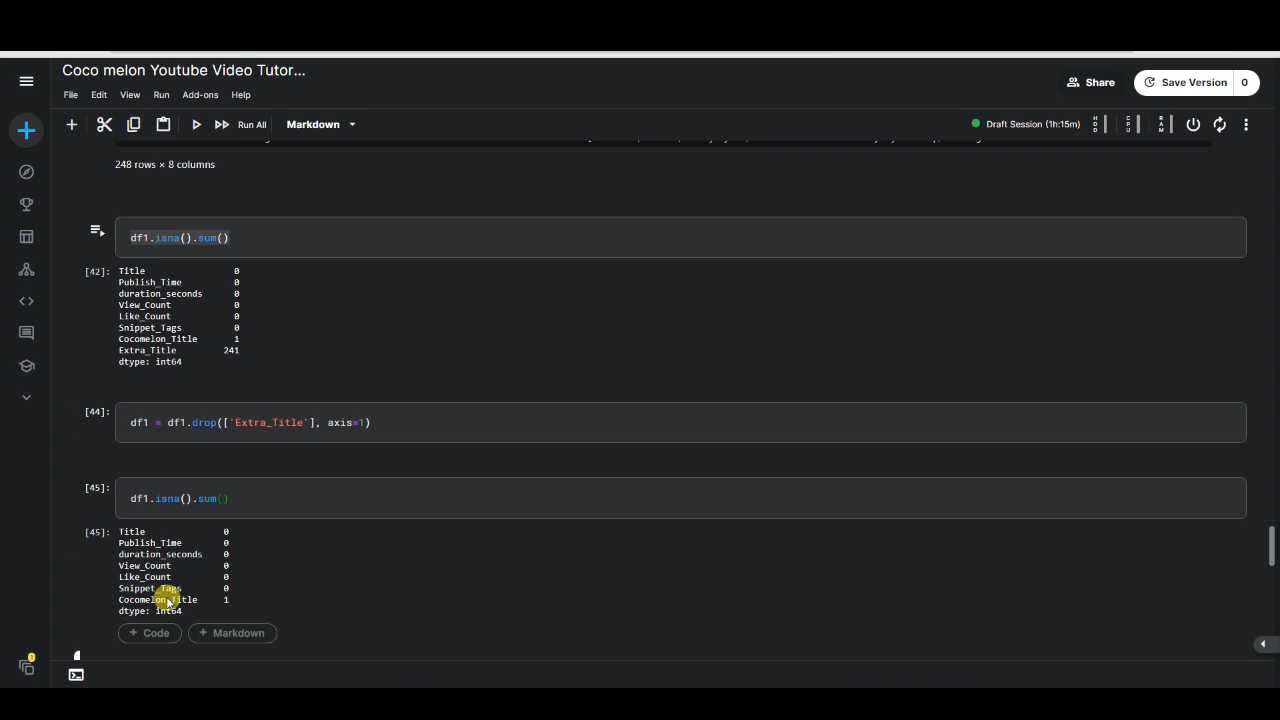 Coco melon Youtube Video Tutor...
File Edit View Run Add-ons Help
Share
Save Version 0
Run All Markdown
Draft Session (1h:15m)
HDD
CPU
RAM
248 rows × 8 columns
df1.isna().sum()
[42]: Title 0
Publish_Time 0
duration_seconds 0
View_Count 0
Like_Count 0
Snippet_Tags 0
Cocomelon_Title 1
Extra_Title 241
dtype: int64
[44]: df1 = df1.drop(['Extra_Title'], axis=1)
[45]: df1.isna().sum()
[45]: Title 0
Publish_Time 0
duration_seconds 0
View_Count 0
Like_Count 0
Snippet_Tags 0
Cocomelon_Title 1
dtype: int64
+ Code + Markdown
1